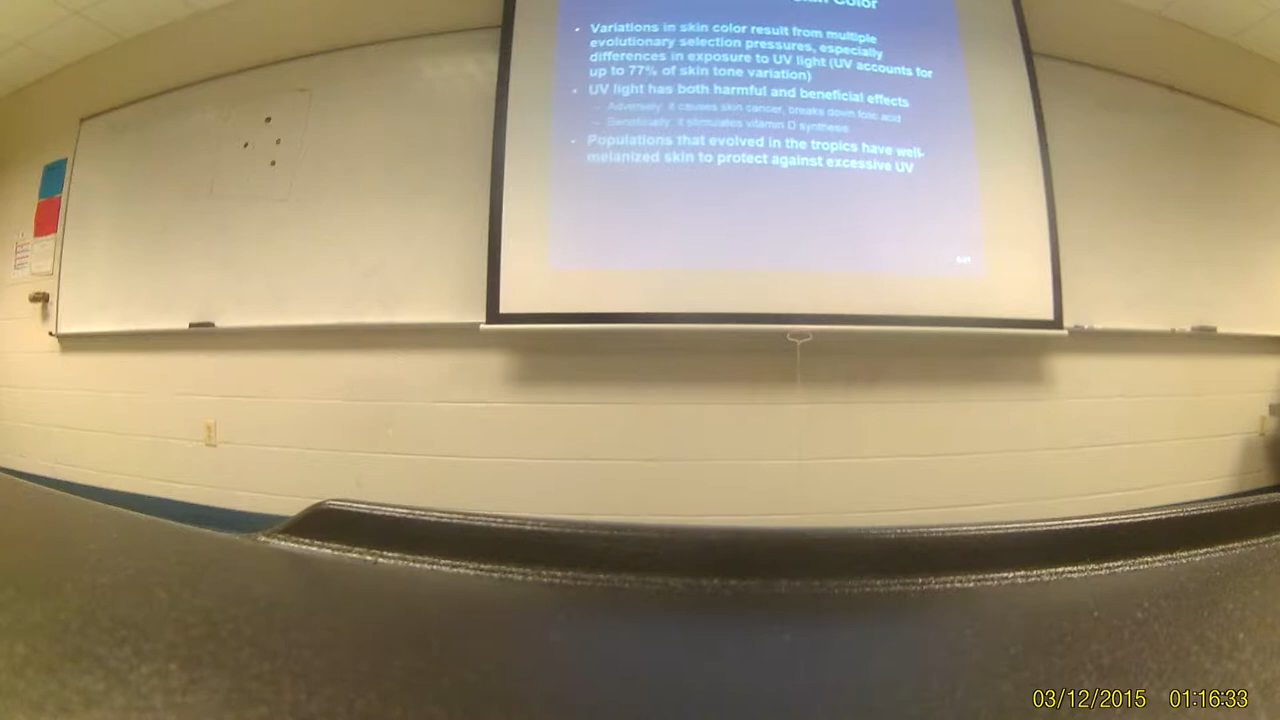 Skin Color
• Variations in skin color result from multiple
evolutionary selection pressures, especially
differences in exposure to UV light (UV accounts for
up to 77% of skin tone variation)
• UV light has both harmful and beneficial effects
– Adversely: it causes skin cancer, breaks down folic acid
– Beneficially: it stimulates vitamin D synthesis
• Populations that evolved in the tropics have well-
melanized skin to protect against excessive UV
03/12/2015 01:16:33